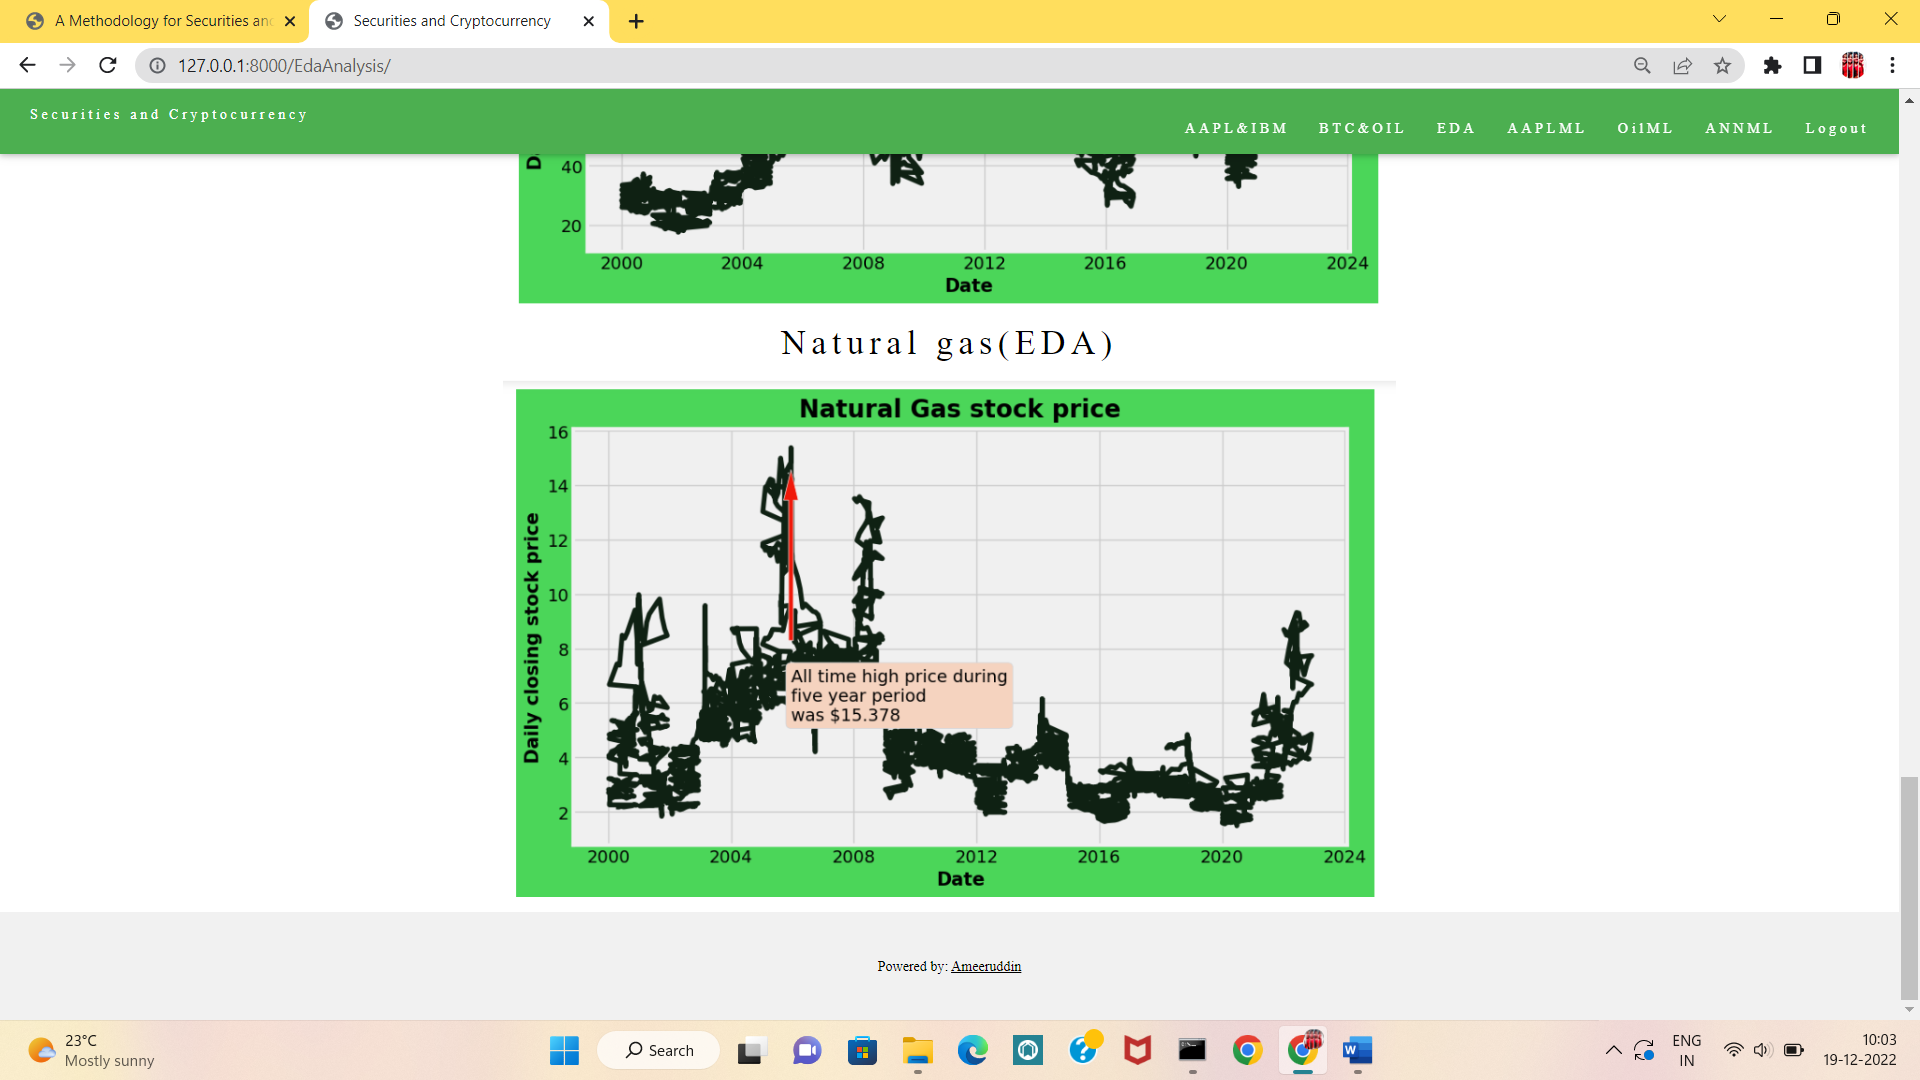 A Methodology for Securities an
Securities and Cryptocurrency
127.0.0.1:8000/EdaAnalysis/
Securities and Cryptocurrency
AAPL&IBM BTC&OIL EDA AAPLML OilML ANNML Logout
40
20
2000 2004 2008 2012 2016 2020 2024
Date
Natural gas(EDA)
Natural Gas stock price
Daily closing stock price
16
14
12
10
8
6
4
2
All time high price during
five year period
was $15.378
2000 2004 2008 2012 2016 2020 2024
Date
Powered by: Ameeruddin
23°C
Mostly sunny
Search
ENG
IN
10:03
19-12-2022